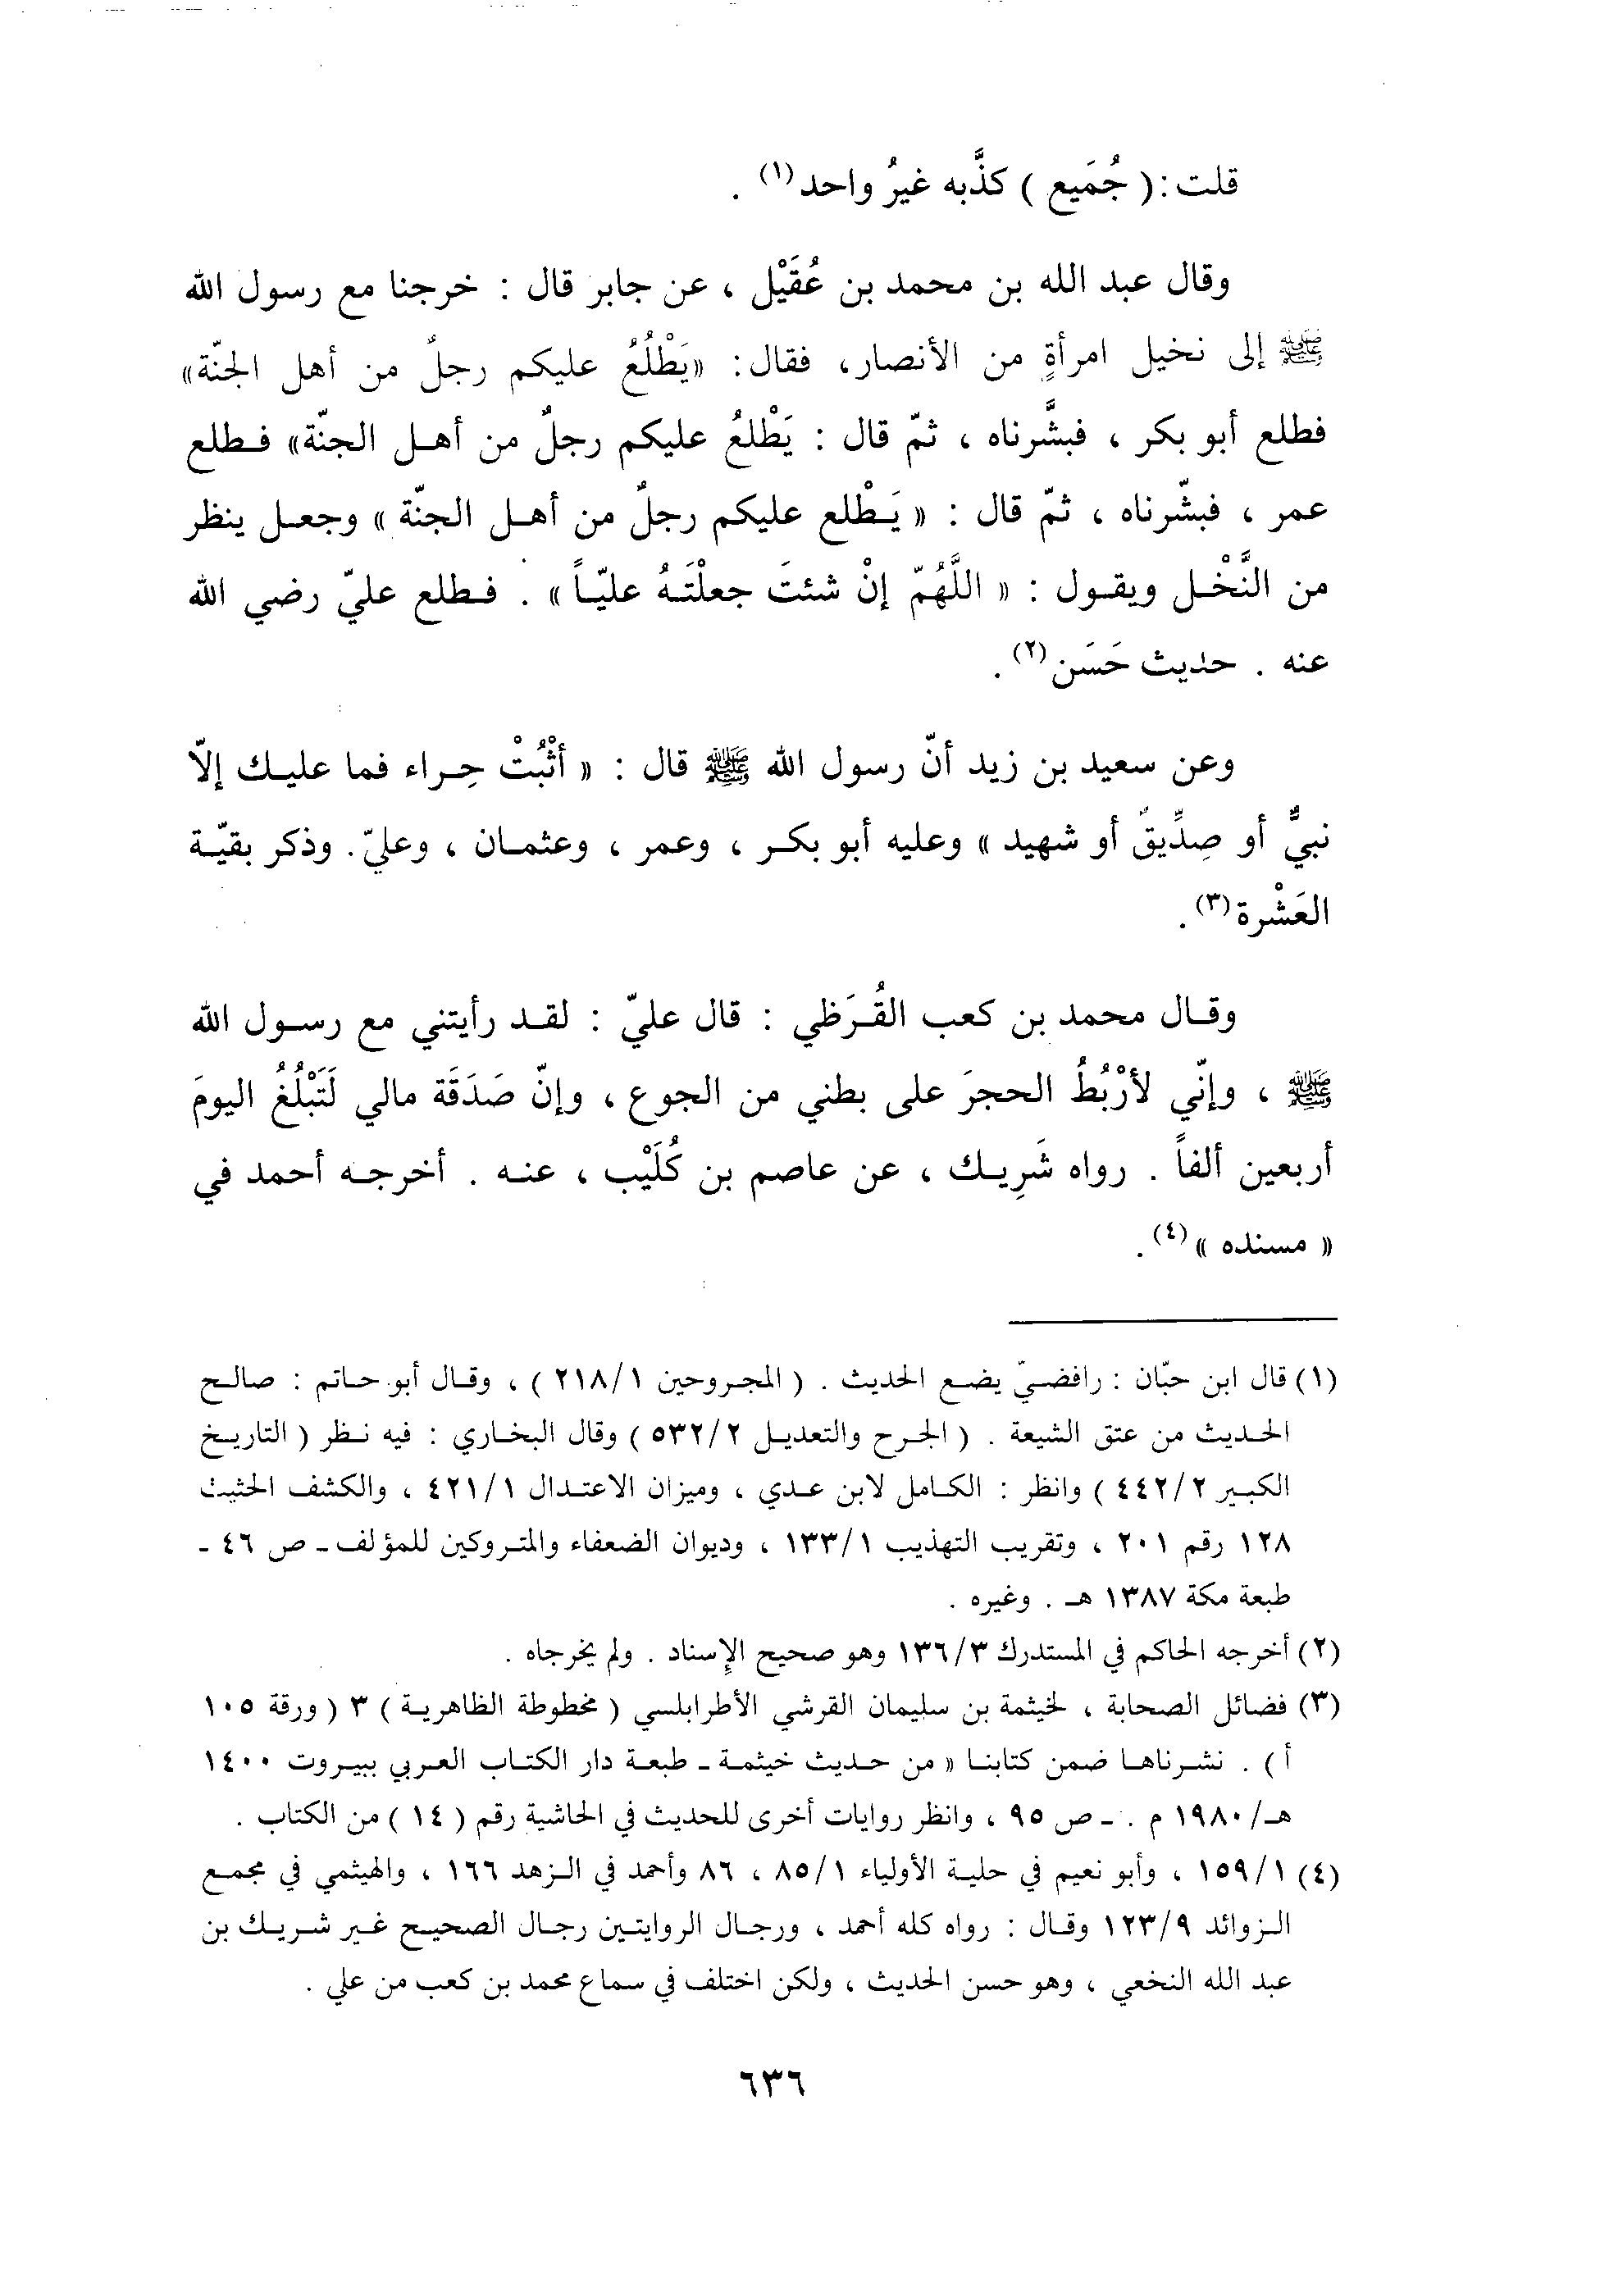 قلت : ( جُمَيع ) كذَّبه غيرُ واحد(١) .
وقال عبد الله بن محمد بن عُقَيْل ، عن جابر قال : خرجنا مع رسول الله
ﷺ إلى نخيل امرأةٍ من الأنصار، فقال: «يَطْلُعُ عليكم رجلٌ من أهل الجنّة»
فطلع أبو بكر ، فبشَّرناه ، ثمّ قال : يَطْلعُ عليكم رجلٌ من أهل الجنّة» فطلع
عمر ، فبشّرناه ، ثمّ قال : « يَطْلع عليكم رجلٌ من أهل الجنّة » وجعل ينظر
من النَّخْل ويقول : « اللَّهُمّ إنْ شئتَ جعلْتَهُ عليّاً » . فطلع عليّ رضي الله
عنه . حديث حَسَن(٢) .
وعن سعيد بن زيد أنّ رسول الله ﷺ قال : « أثْبُتْ حِراء فما عليك إلاّ
نبيٌّ أو صِدِّيقٌ أو شهيد » وعليه أبو بكر ، وعمر ، وعثمان ، وعليّ. وذكر بقيّة
العَشْرة(٣) .
وقال محمد بن كعب القُرَظي : قال عليّ : لقد رأيتني مع رسول الله
ﷺ ، وإنّي لأرْبُطُ الحجرَ على بطني من الجوع ، وإنّ صَدَقَة مالي لَتَبْلُغُ اليومَ
أربعين ألفاً . رواه شَرِيك ، عن عاصم بن كُلَيْب ، عنه . أخرجه أحمد في
« مسنده »(٤) .
(١) قال ابن حبّان : رافضيّ يضع الحديث . ( المجروحين ٢١٨/١ ) ، وقال أبو حاتم : صالح
الحديث من عتق الشيعة . ( الجرح والتعديل ٥٣٢/٢ ) وقال البخاري : فيه نظر ( التاريخ
الكبير ٤٤٢/٢ ) وانظر : الكامل لابن عدي ، وميزان الاعتدال ٤٢١/١ ، والكشف الحثيث
١٢٨ رقم ٢٠١ ، وتقريب التهذيب ١٣٣/١ ، وديوان الضعفاء والمتروكين للمؤلف ـ ص ٤٦ ـ
طبعة مكة ١٣٨٧ هـ . وغيره .
(٢) أخرجه الحاكم في المستدرك ١٣٦/٣ وهو صحيح الإسناد . ولم يخرجاه .
(٣) فضائل الصحابة ، لخيثمة بن سليمان القرشي الأطرابلسي ( مخطوطة الظاهرية ) ٣ ( ورقة ١٠٥
أ ) . نشرناها ضمن كتابنا « من حديث خيثمة ـ طبعة دار الكتاب العربي ببيروت ١٤٠٠
هـ/١٩٨٠ م . ـ ص ٩٥ ، وانظر روايات أخرى للحديث في الحاشية رقم ( ١٤ ) من الكتاب .
(٤) ١٥٩/١ ، وأبو نعيم في حلية الأولياء ٨٥/١ ، ٨٦ وأحمد في الزهد ١٦٦ ، والهيثمي في مجمع
الزوائد ١٢٣/٩ وقال : رواه كله أحمد ، ورجال الروايتين رجال الصحيح غير شريك بن
عبد الله النخعي ، وهو حسن الحديث ، ولكن اختلف في سماع محمد بن كعب من علي .
٦٣٦